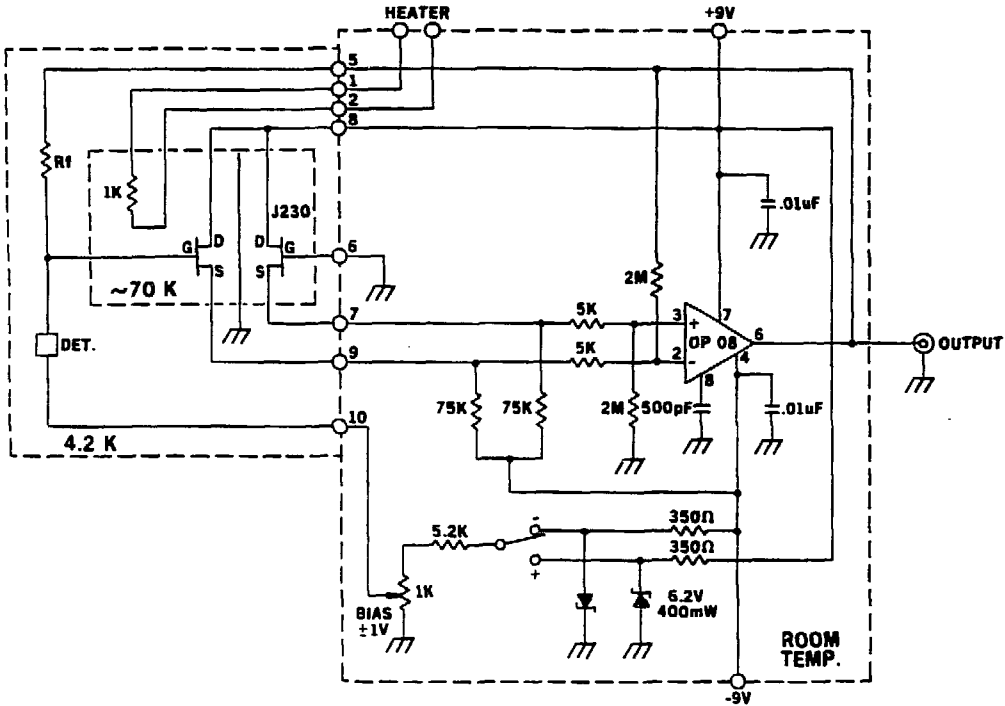 HEATER
+9V
5
1
2
8
Rf
1K
.01uF
J230
G
D
S
D
G
S
6
~70 K
2M
7
5K
3
+
7
OP 08
6
OUTPUT
DET.
9
5K
2
-
4
8
75K
75K
2M
500pF
.01uF
10
4.2 K
5.2K
-
350Ω
350Ω
+
1K
BIAS
±1V
6.2V
400mW
ROOM
TEMP.
-9V